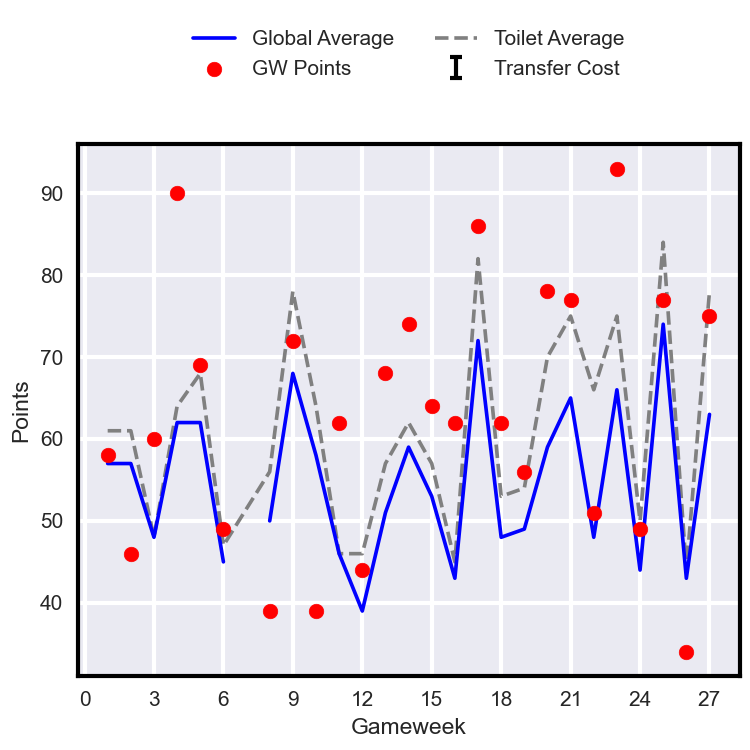 Global Average
Toilet Average
GW Points
Transfer Cost
90
80
70
60
50
40
Points
0 3 6 9 12 15 18 21 24 27
Gameweek